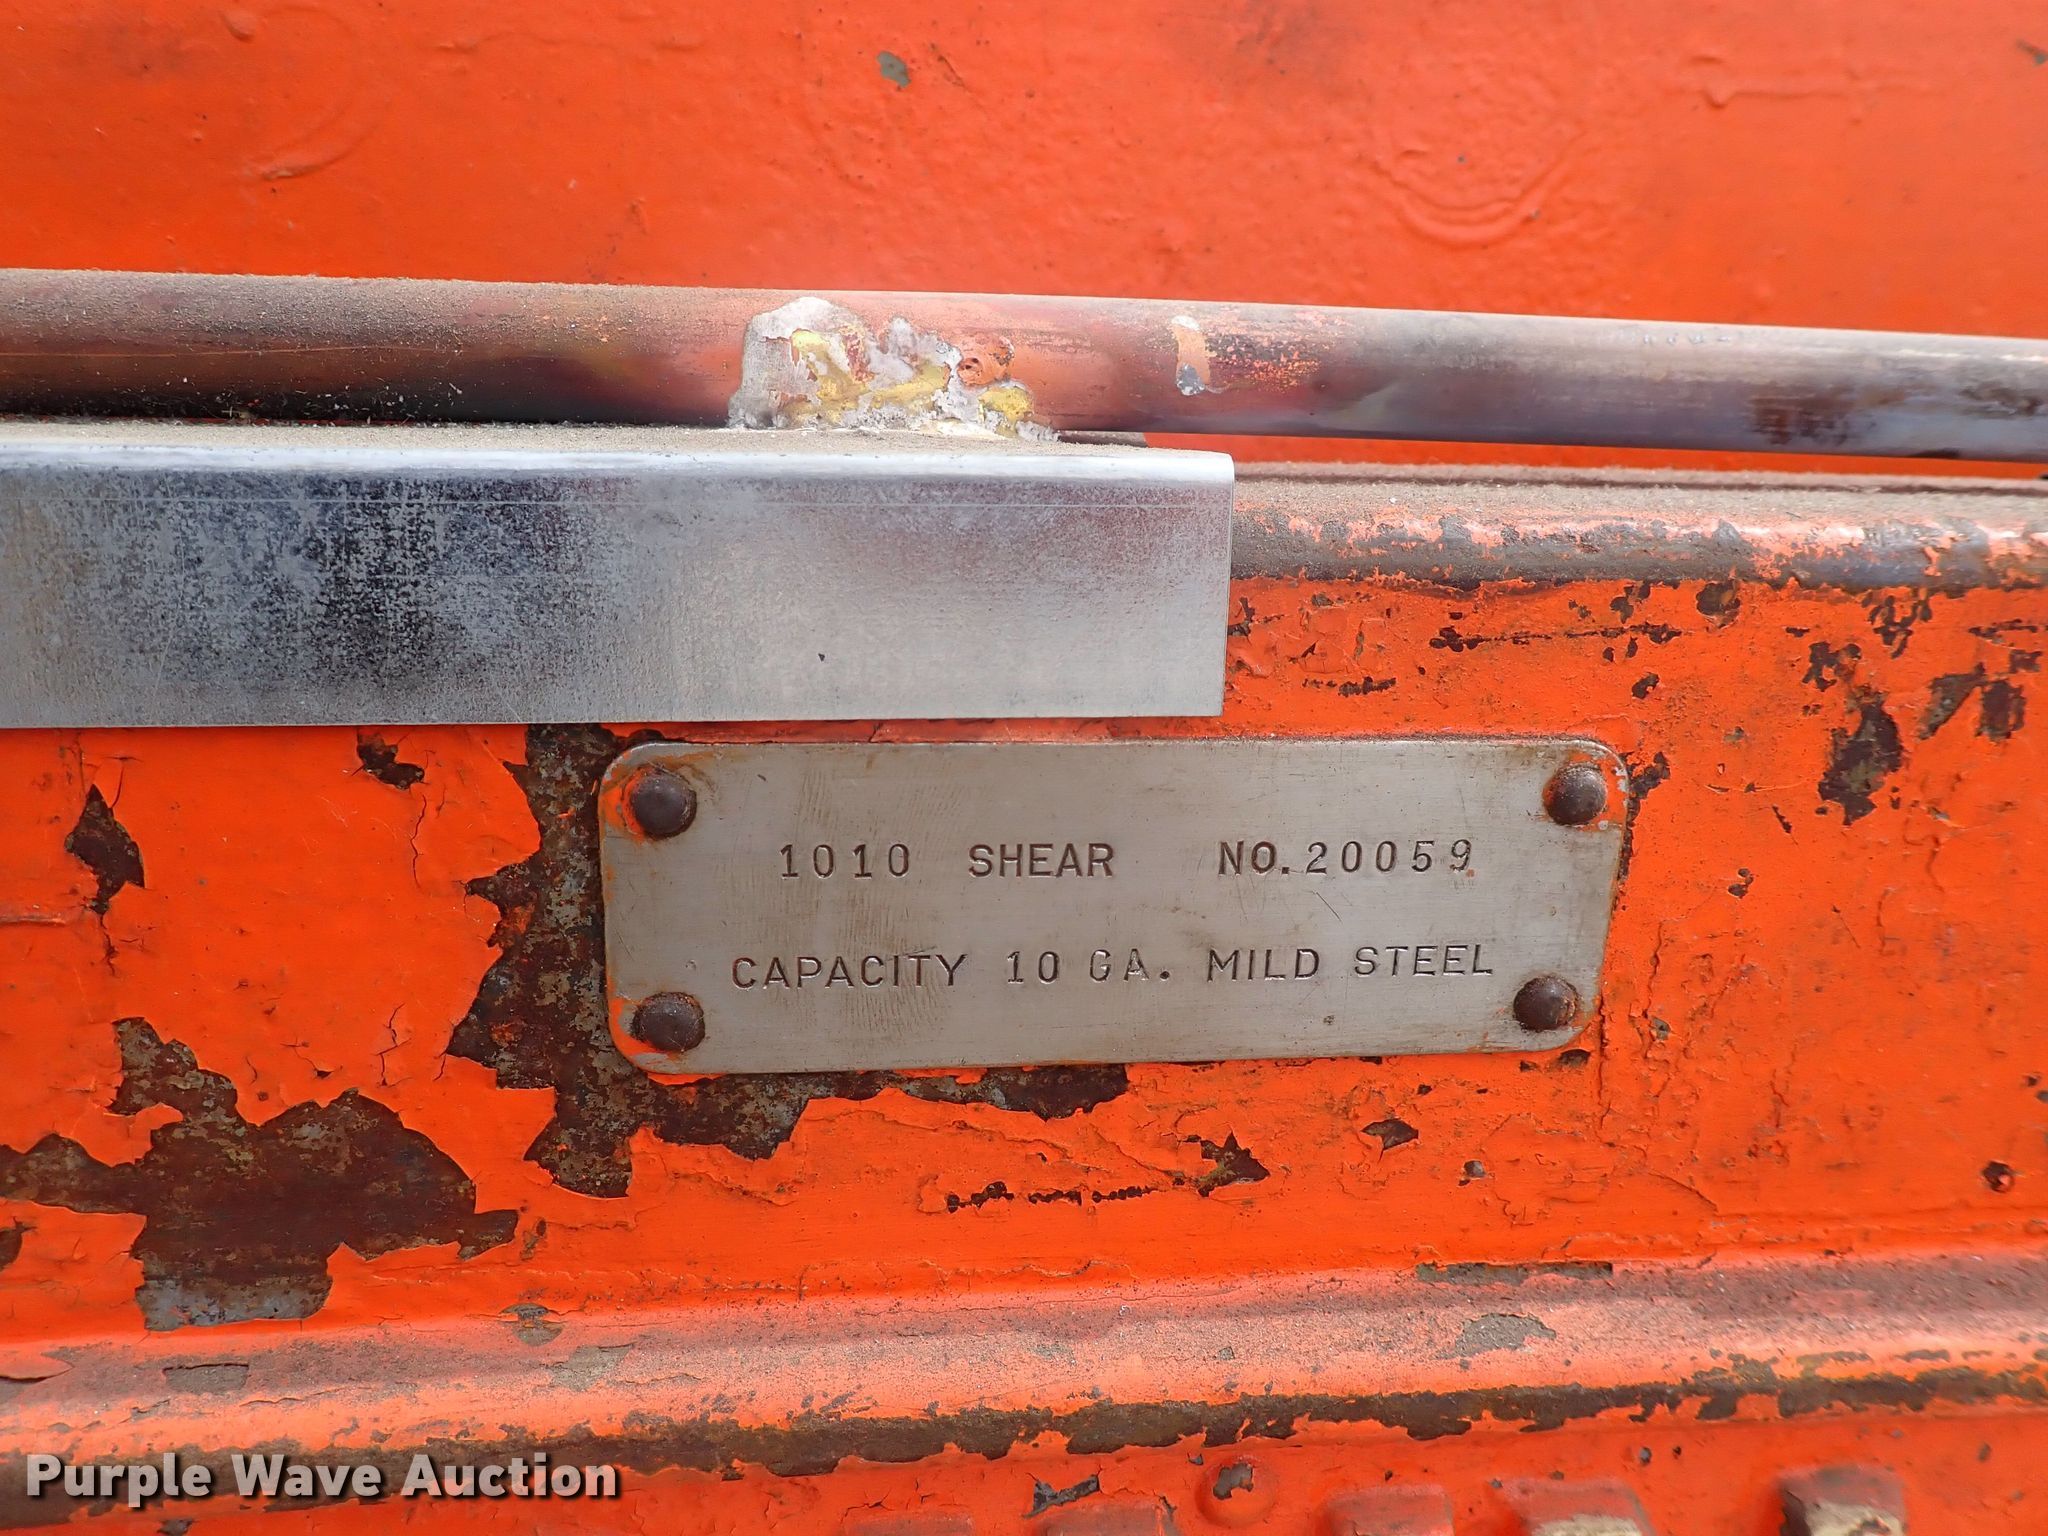 1010 SHEAR NO. 20059
CAPACITY 10 GA. MILD STEEL
Purple Wave Auction